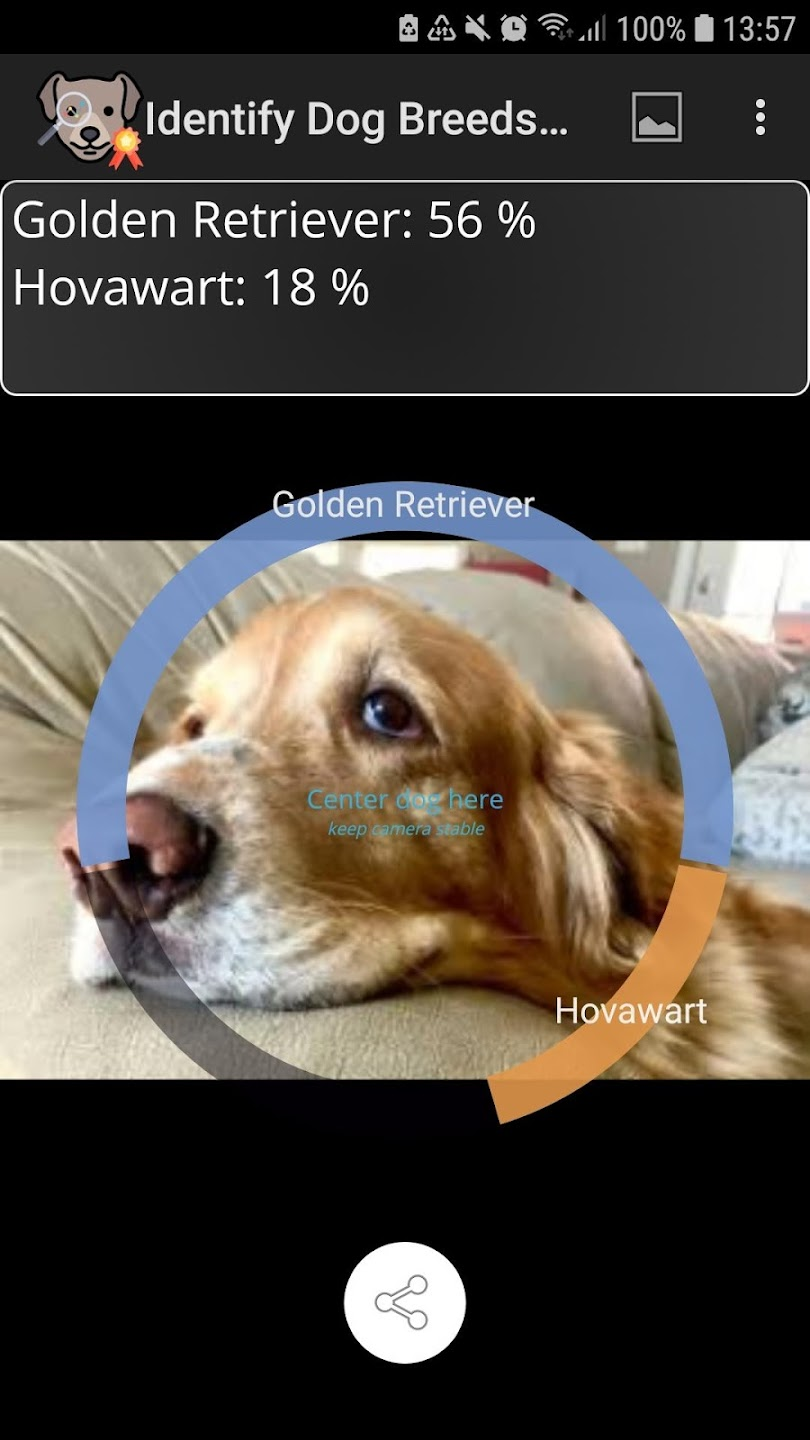 100% 13:57
Identify Dog Breeds...
Golden Retriever: 56 %
Hovawart: 18 %
Golden Retriever
Center dog here
keep camera stable
Hovawart